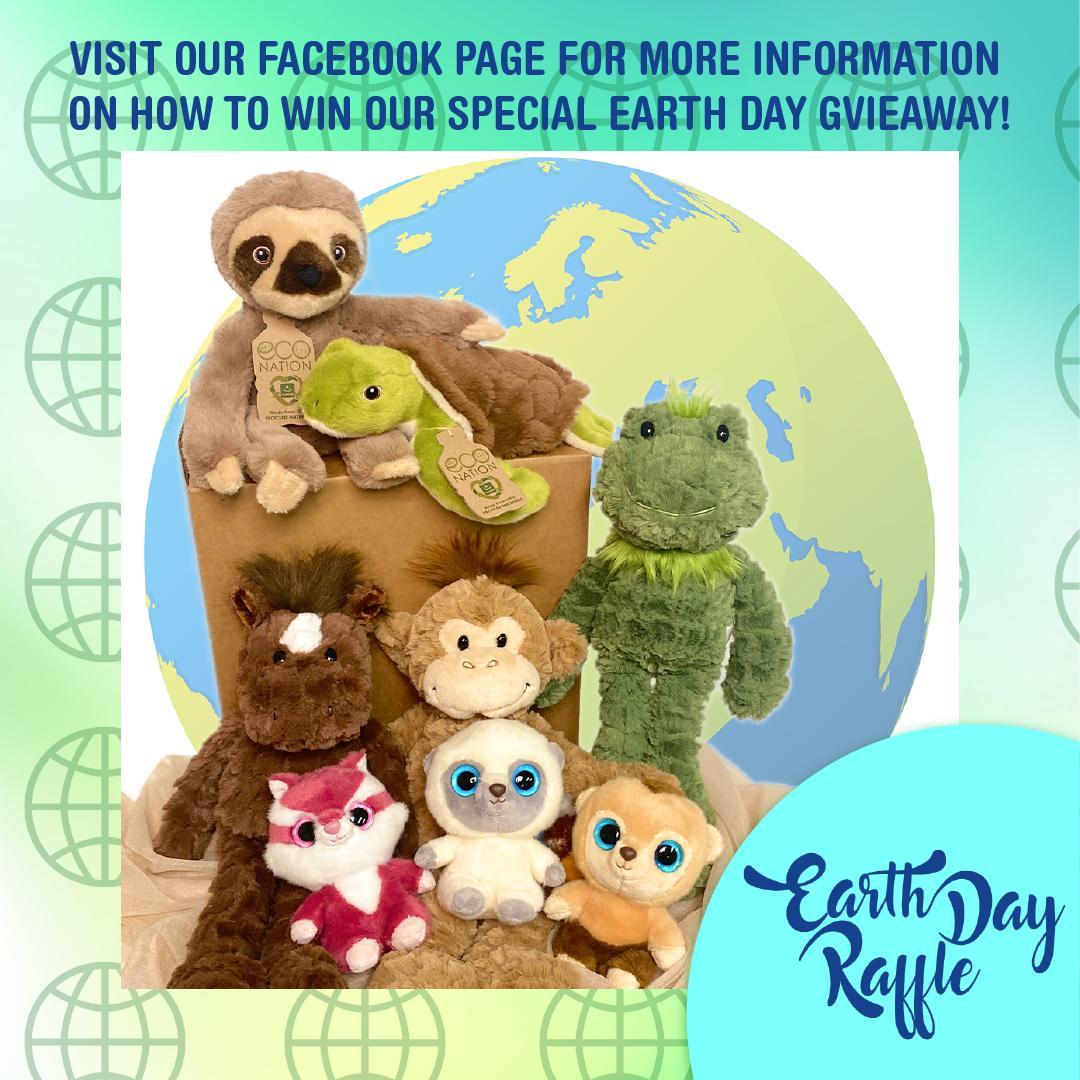 VISIT OUR FACEBOOK PAGE FOR MORE INFORMATION
ON HOW TO WIN OUR SPECIAL EARTH DAY GVIEAWAY!
eco
NATION
eco
NATION
Earth Day
Raffle